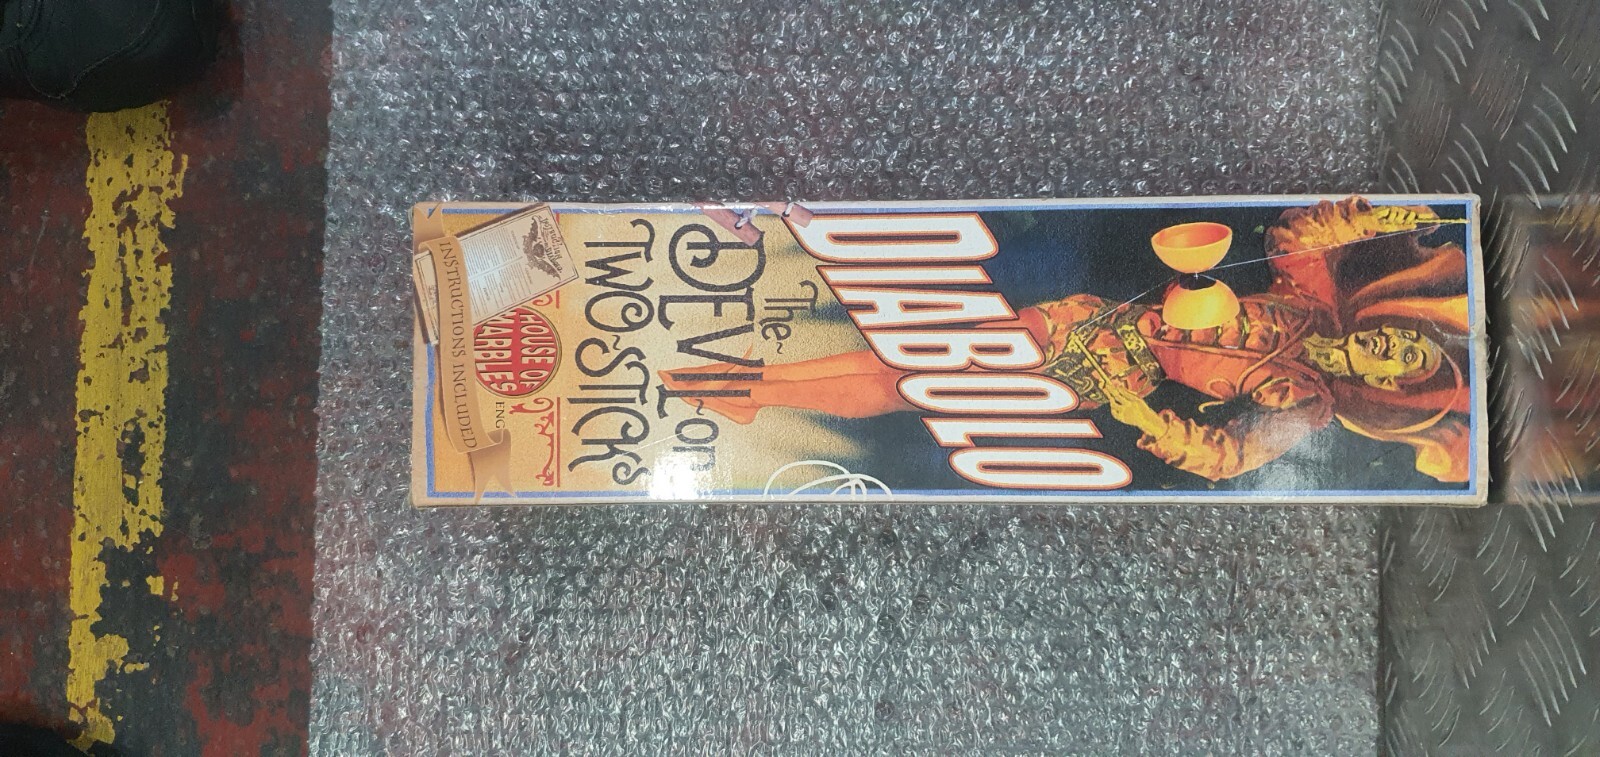 DIABOLO
The~
DEVIL~on
TWO~STICKS
HOUSE OF
MARBLES
ENG
INSTRUCTIONS INCLUDED